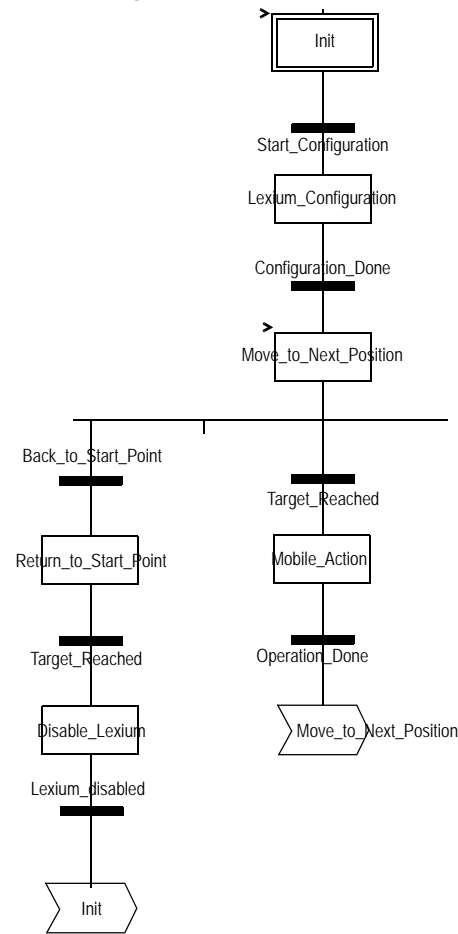 Init
Start_Configuration
Lexium_Configuration
Configuration_Done
Move_to_Next_Position
Back_to_Start_Point
Target_Reached
Return_to_Start_Point
Mobile_Action
Target_Reached
Operation_Done
Disable_Lexium
Move_to_Next_Position
Lexium_disabled
Init